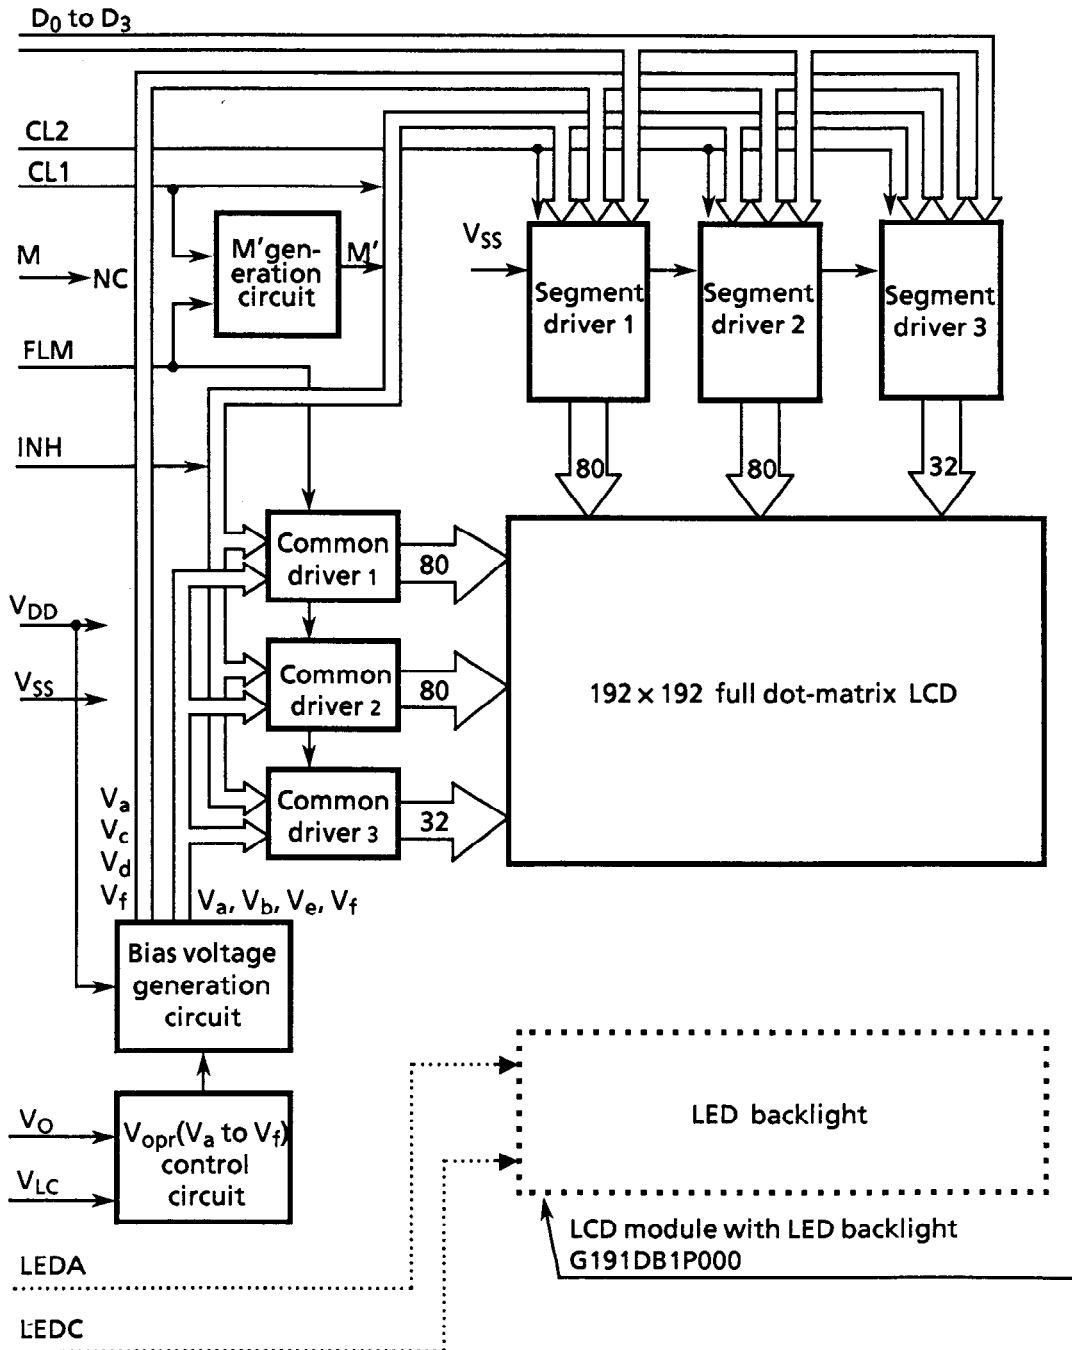 D0 to D3
CL2
CL1
M
NC
FLM
INH
M'gen-
eration
circuit
M'
VSS
Segment
driver 1
Segment
driver 2
Segment
driver 3
80
80
32
Common
driver 1
80
Common
driver 2
80
Common
driver 3
32
192 × 192 full dot-matrix LCD
VDD
VSS
Va
Vc
Vd
Vf
Va, Vb, Ve, Vf
Bias voltage
generation
circuit
VO
VLC
Vopr(Va to Vf)
control
circuit
LED backlight
LCD module with LED backlight
G191DB1P000
LEDA
LEDC